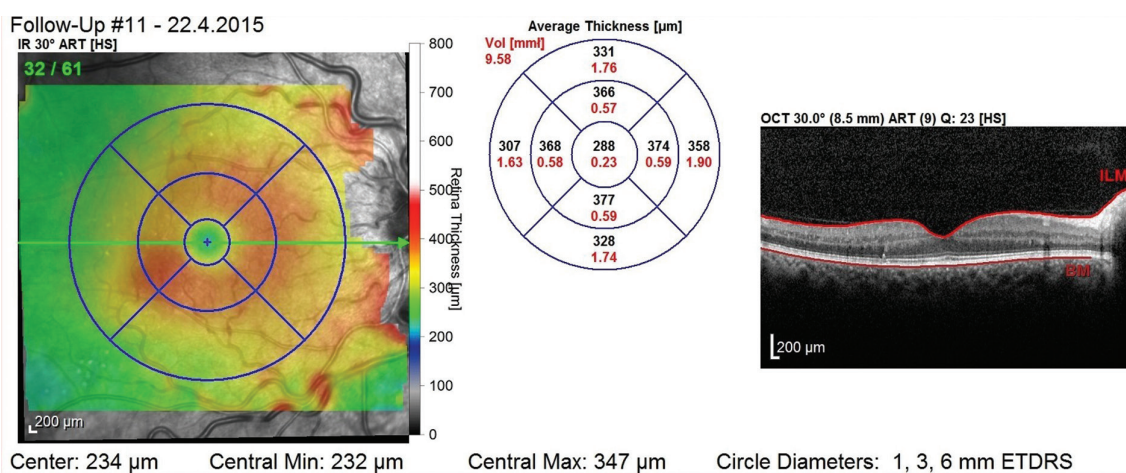 Follow-Up #11 - 22.4.2015
IR 30° ART [HS]
32 / 61
200 µm
800
700
600
500
400
300
200
100
0
Retina Thickness [µm]
Average Thickness [µm]
Vol [mm³]
9.58
331
1.76
366
0.57
307 368 288 374 358
1.63 0.58 0.23 0.59 1.90
377
0.59
328
1.74
OCT 30.0° (8.5 mm) ART (9) Q: 23 [HS]
ILM
BM
200 µm
Center: 234 µm Central Min: 232 µm Central Max: 347 µm Circle Diameters: 1, 3, 6 mm ETDRS